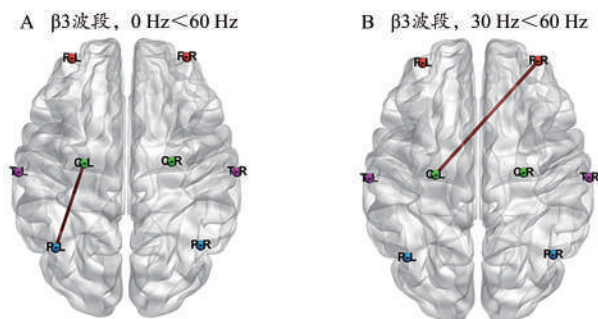 A β3波段，0 Hz＜60 Hz
F-L F-R
C-L C-R
T-L T-R
P-L P-R
B β3波段，30 Hz＜60 Hz
F-L F-R
C-L C-R
T-L T-R
P-L P-R